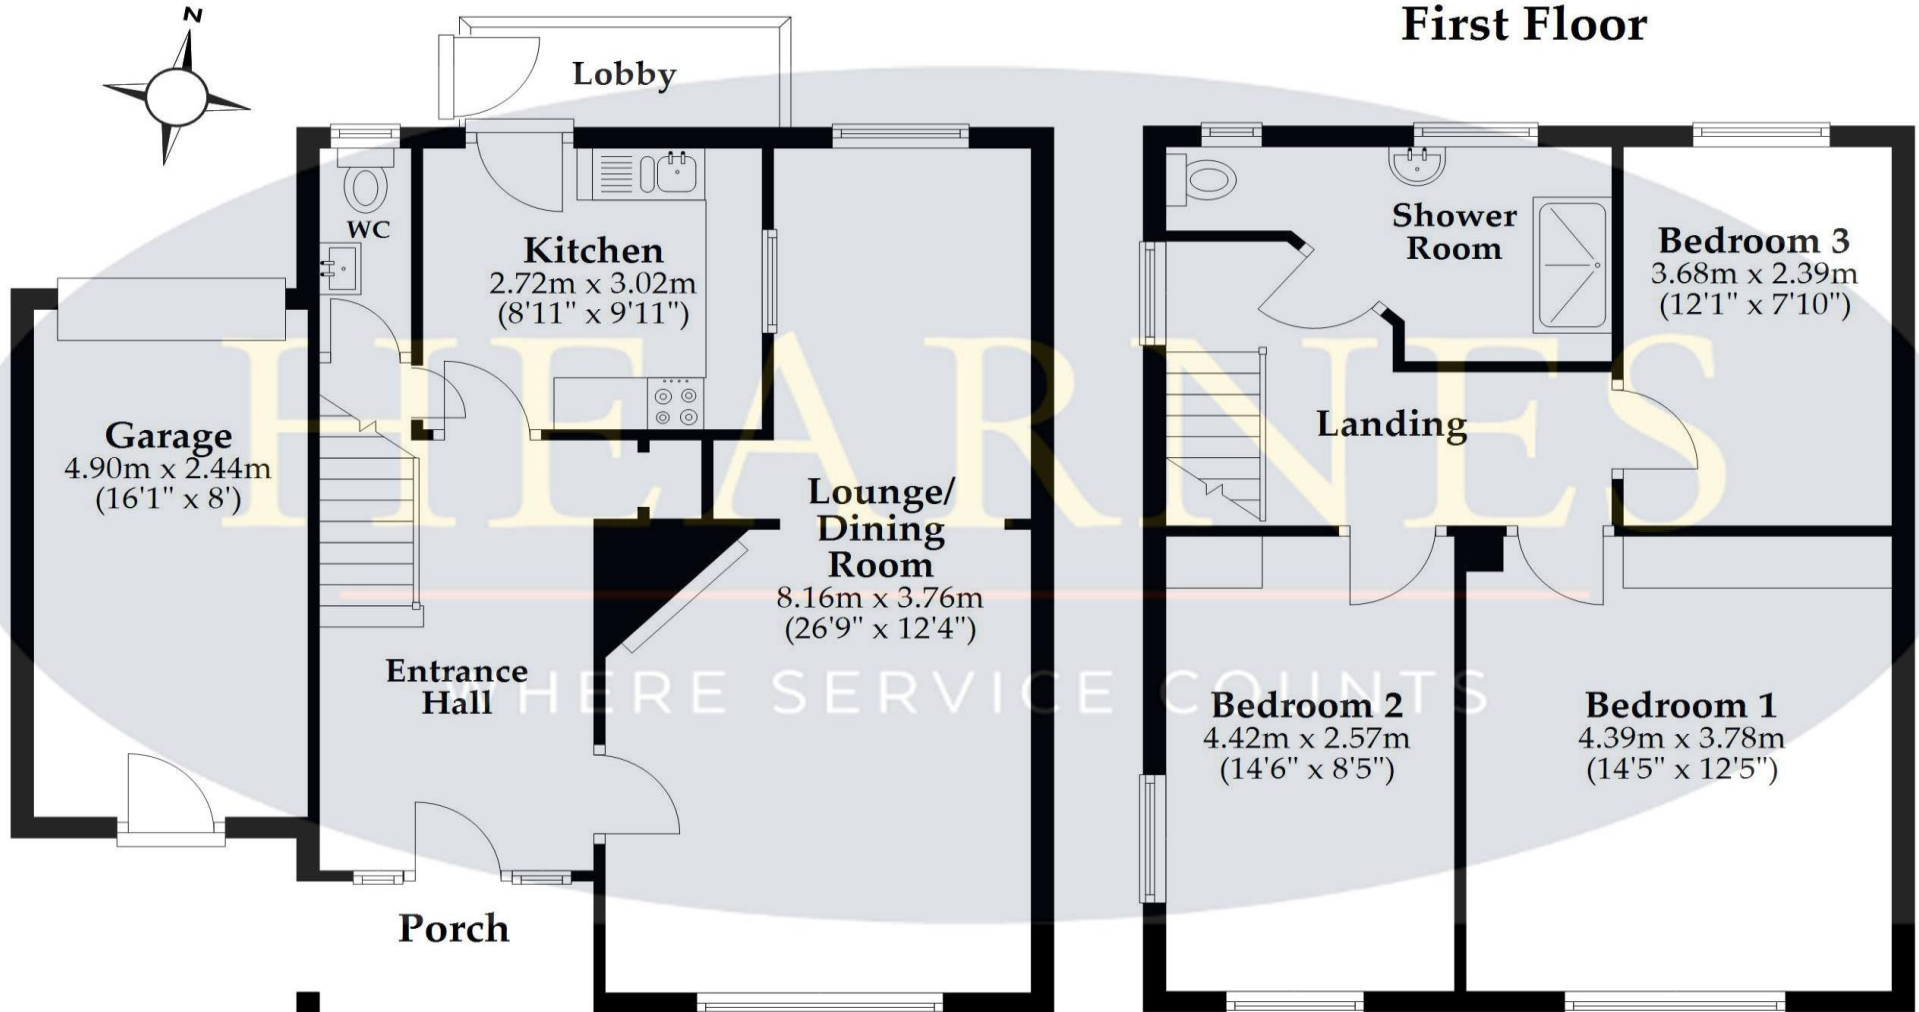 N
First Floor
Lobby
WC
Kitchen
2.72m x 3.02m
(8'11" x 9'11")
Shower
Room
Bedroom 3
3.68m x 2.39m
(12'1" x 7'10")
Garage
4.90m x 2.44m
(16'1" x 8')
Landing
Lounge/
Dining
Room
8.16m x 3.76m
(26'9" x 12'4")
Entrance
Hall
Bedroom 2
4.42m x 2.57m
(14'6" x 8'5")
Bedroom 1
4.39m x 3.78m
(14'5" x 12'5")
Porch
HEARNES
WHERE SERVICE COUNTS